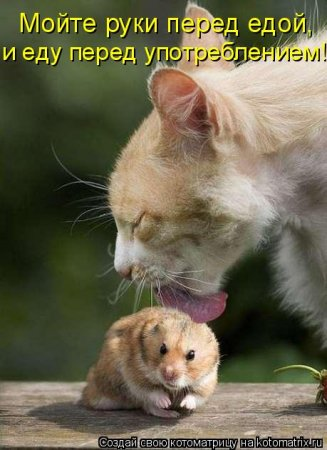 Мойте руки перед едой,
и еду перед употреблением!
Создай свою котоматрицу на kotomatrix.ru